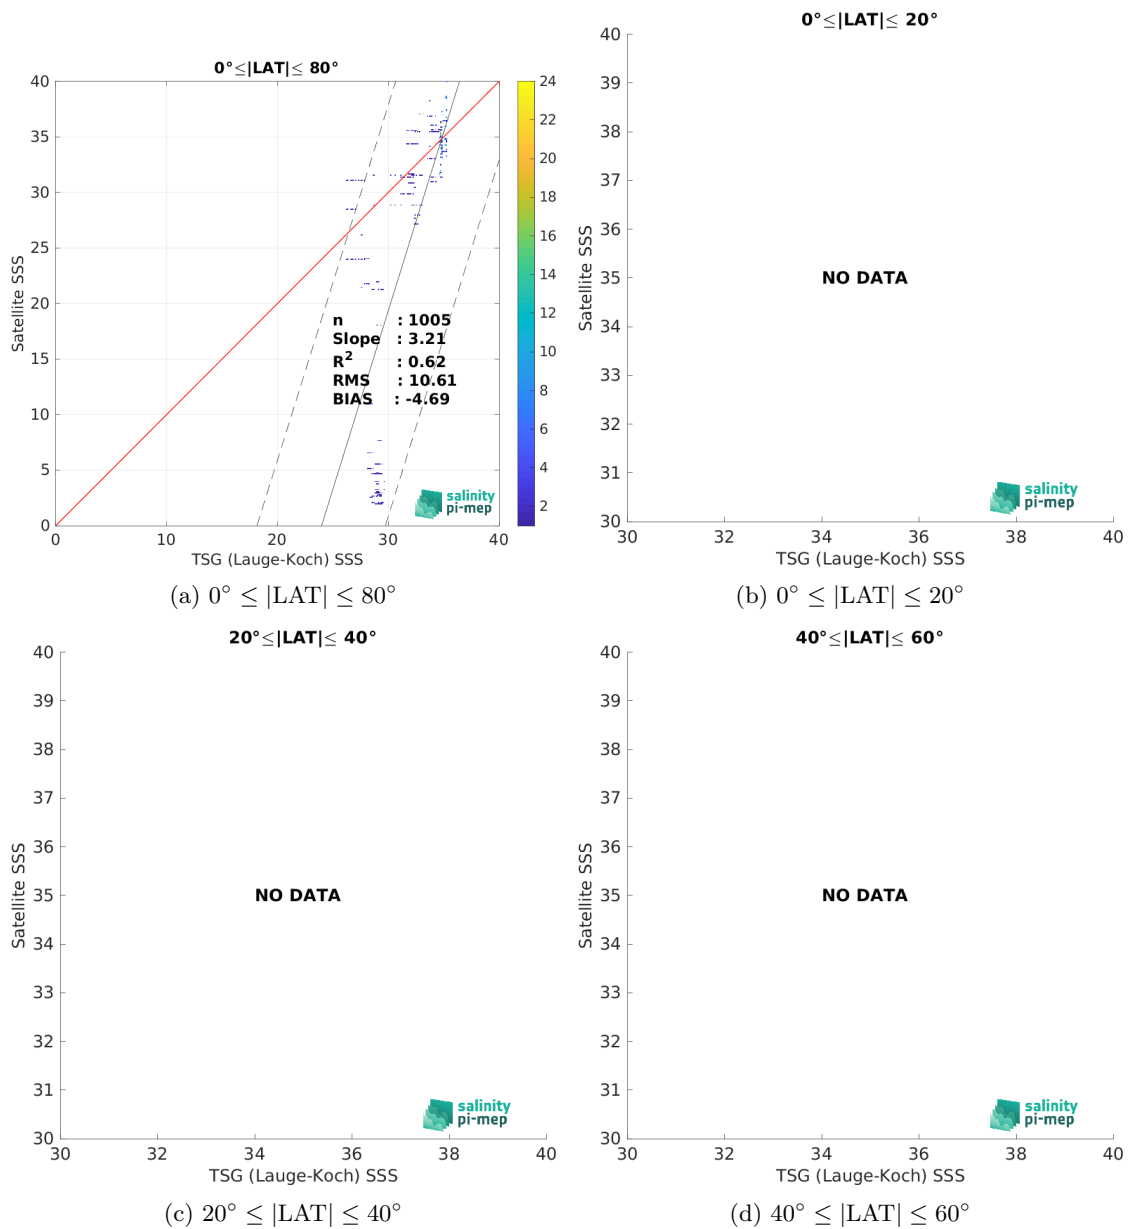 0°≤|LAT|≤ 80°
40
35
30
25
20
15
10
5
0
Satellite SSS
n : 1005
Slope : 3.21
R2 : 0.62
RMS : 10.61
BIAS : -4.69
salinity
pi-mep
0 10 20 30 40
TSG (Lauge-Koch) SSS
24
22
20
18
16
14
12
10
8
6
4
2
(a) 0° ≤ |LAT| ≤ 80°
0°≤|LAT|≤ 20°
40
39
38
37
36
35
34
33
32
31
30
Satellite SSS
NO DATA
salinity
pi-mep
30 32 34 36 38 40
TSG (Lauge-Koch) SSS
(b) 0° ≤ |LAT| ≤ 20°
20°≤|LAT|≤ 40°
40
39
38
37
36
35
34
33
32
31
30
Satellite SSS
NO DATA
salinity
pi-mep
30 32 34 36 38 40
TSG (Lauge-Koch) SSS
(c) 20° ≤ |LAT| ≤ 40°
40°≤|LAT|≤ 60°
40
39
38
37
36
35
34
33
32
31
30
Satellite SSS
NO DATA
salinity
pi-mep
30 32 34 36 38 40
TSG (Lauge-Koch) SSS
(d) 40° ≤ |LAT| ≤ 60°